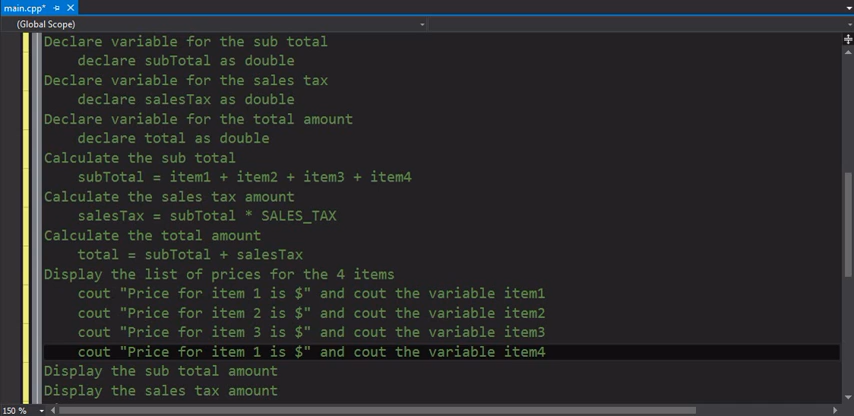 main.cpp*
(Global Scope)
Declare variable for the sub total
declare subTotal as double
Declare variable for the sales tax
declare salesTax as double
Declare variable for the total amount
declare total as double
Calculate the sub total
subTotal = item1 + item2 + item3 + item4
Calculate the sales tax amount
salesTax = subTotal * SALES_TAX
Calculate the total amount
total = subTotal + salesTax
Display the list of prices for the 4 items
cout "Price for item 1 is $" and cout the variable item1
cout "Price for item 2 is $" and cout the variable item2
cout "Price for item 3 is $" and cout the variable item3
cout "Price for item 1 is $" and cout the variable item4
Display the sub total amount
Display the sales tax amount
150 %